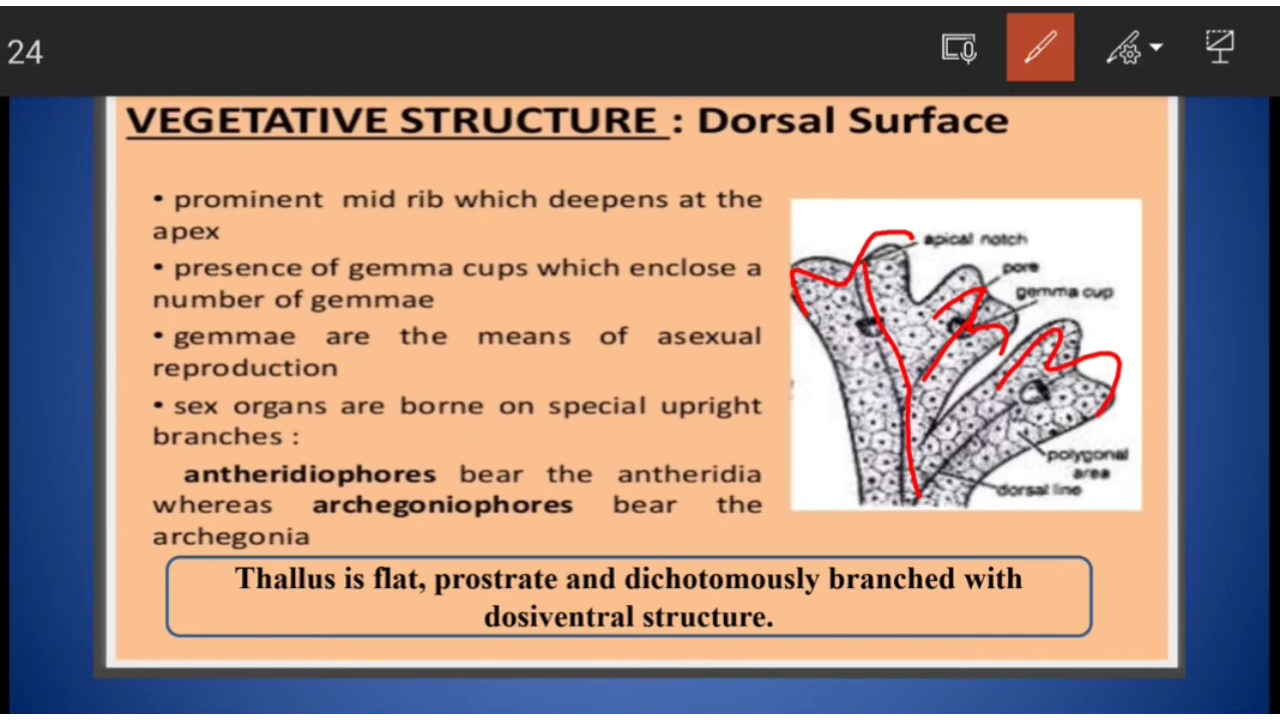 24
VEGETATIVE STRUCTURE : Dorsal Surface
• prominent mid rib which deepens at the
apex
• presence of gemma cups which enclose a
number of gemmae
• gemmae are the means of asexual
reproduction
• sex organs are borne on special upright
branches :
antheridiophores bear the antheridia
whereas archegoniophores bear the
archegonia
apical notch
pore
gemma cup
polygonal
area
dorsal line
Thallus is flat, prostrate and dichotomously branched with
dosiventral structure.